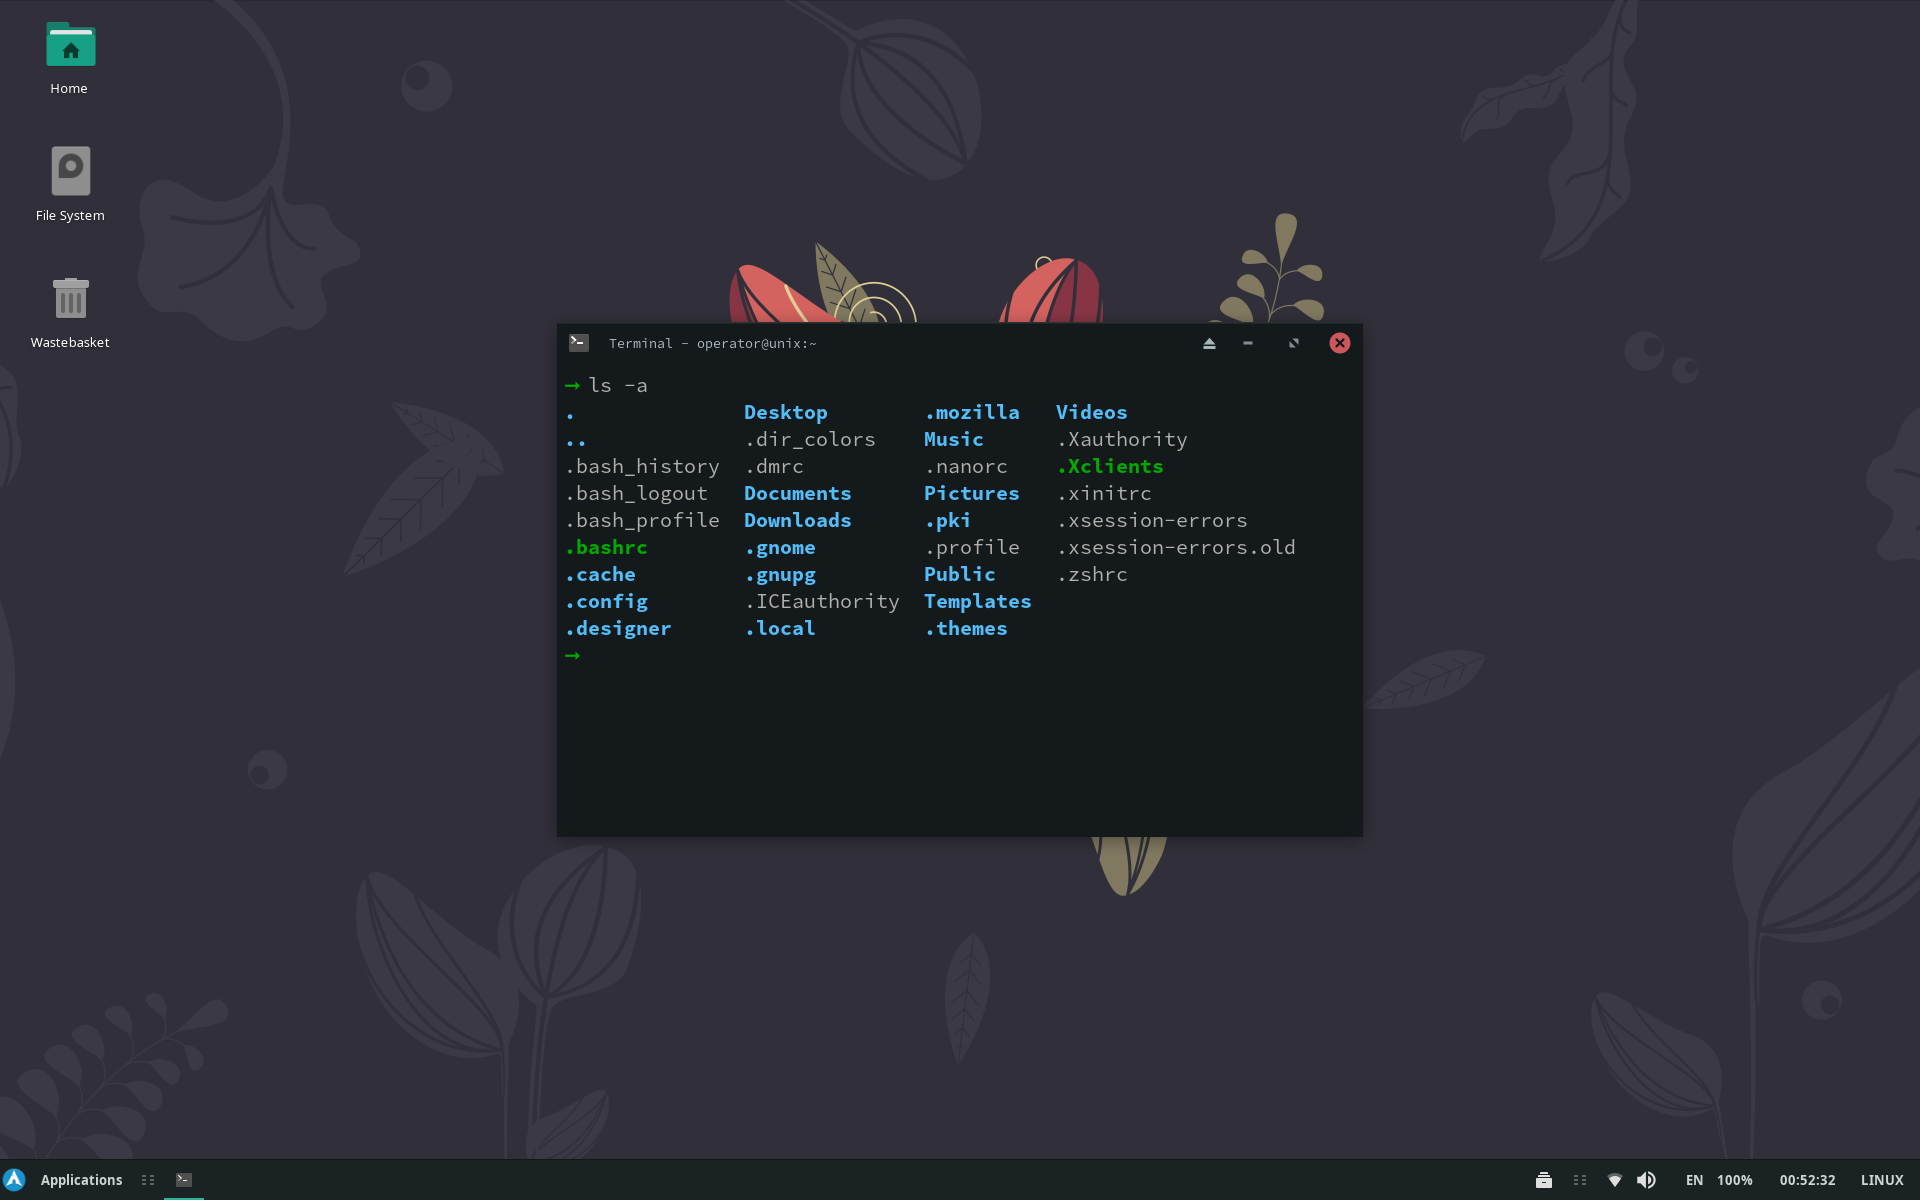 Home
File System
Wastebasket
Terminal - operator@unix:~
→ ls -a
. Desktop .mozilla Videos
.. .dir_colors Music .Xauthority
.bash_history .dmrc .nanorc .Xclients
.bash_logout Documents Pictures .xinitrc
.bash_profile Downloads .pki .xsession-errors
.bashrc .gnome .profile .xsession-errors.old
.cache .gnupg Public .zshrc
.config .ICEauthority Templates
.designer .local .themes
→
Applications EN 100% 00:52:32 LINUX